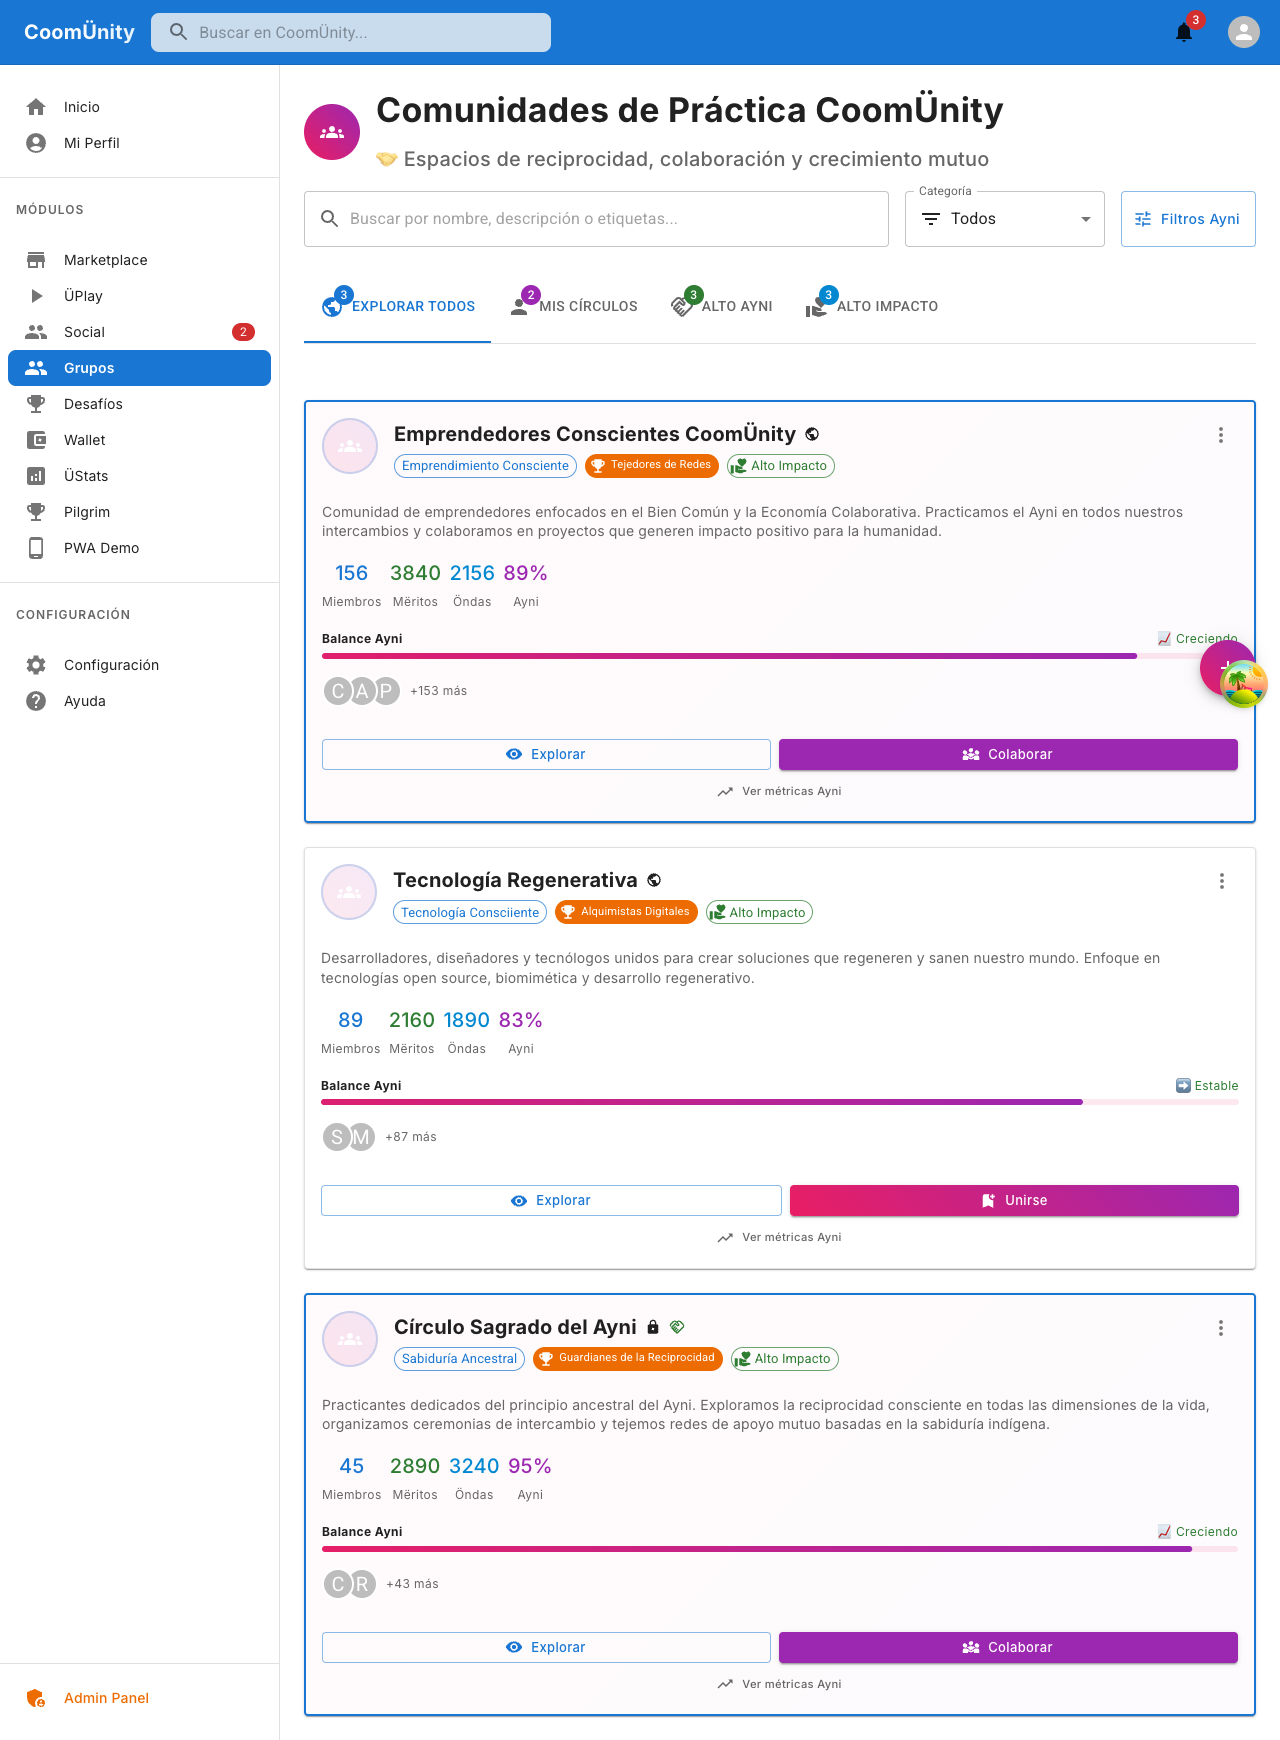 CoomÜnity
Buscar en CoomÜnity...
3
Inicio
Mi Perfil
MÓDULOS
Marketplace
ÜPlay
Social
2
Grupos
Desafíos
Wallet
ÜStats
Pilgrim
PWA Demo
CONFIGURACIÓN
Configuración
Ayuda
Admin Panel
Comunidades de Práctica CoomÜnity
🤝 Espacios de reciprocidad, colaboración y crecimiento mutuo
Buscar por nombre, descripción o etiquetas...
Categoría
Todos
Filtros Ayni
3 EXPLORAR TODOS
2 MIS CÍRCULOS
3 ALTO AYNI
3 ALTO IMPACTO
Emprendedores Conscientes CoomÜnity
Emprendimiento Consciente
Tejedores de Redes
Alto Impacto
Comunidad de emprendedores enfocados en el Bien Común y la Economía Colaborativa. Practicamos el Ayni en todos nuestros
intercambios y colaboramos en proyectos que generen impacto positivo para la humanidad.
156 3840 2156 89%
Miembros Mëritos Öndas Ayni
Balance Ayni
📈 Creciendo
C A P +153 más
Explorar
Colaborar
Ver métricas Ayni
Tecnología Regenerativa
Tecnología Consciiente
Alquimistas Digitales
Alto Impacto
Desarrolladores, diseñadores y tecnólogos unidos para crear soluciones que regeneren y sanen nuestro mundo. Enfoque en
tecnologías open source, biomimética y desarrollo regenerativo.
89 2160 1890 83%
Miembros Mëritos Öndas Ayni
Balance Ayni
➡️ Estable
S M +87 más
Explorar
Unirse
Ver métricas Ayni
Círculo Sagrado del Ayni
Sabiduría Ancestral
Guardianes de la Reciprocidad
Alto Impacto
Practicantes dedicados del principio ancestral del Ayni. Exploramos la reciprocidad consciente en todas las dimensiones de la vida,
organizamos ceremonias de intercambio y tejemos redes de apoyo mutuo basadas en la sabiduría indígena.
45 2890 3240 95%
Miembros Mëritos Öndas Ayni
Balance Ayni
📈 Creciendo
C R +43 más
Explorar
Colaborar
Ver métricas Ayni